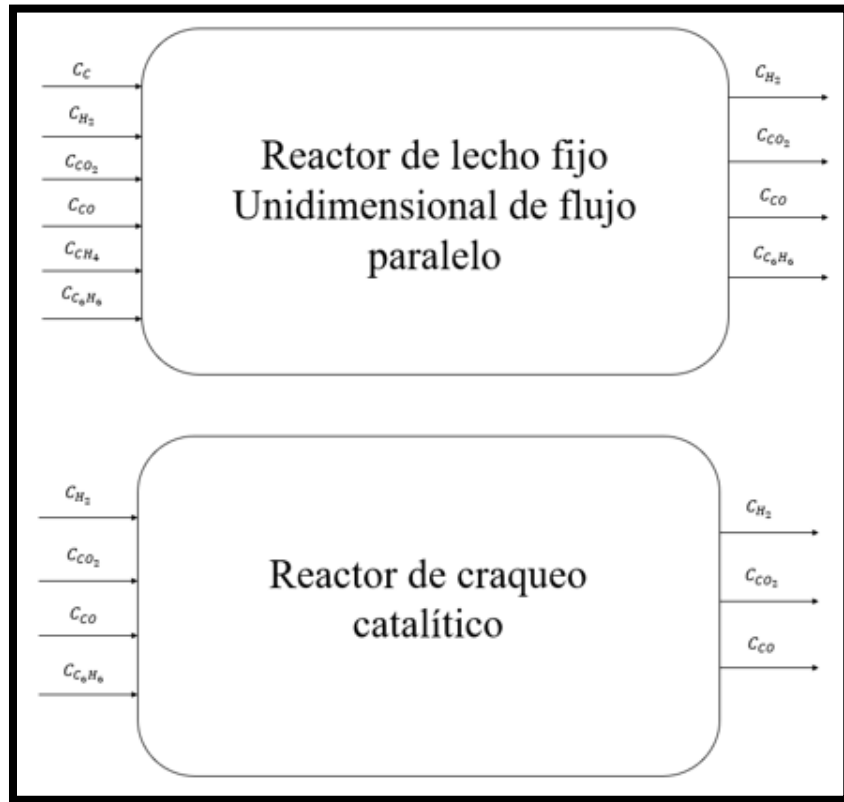 C_C
C_{H_2}
C_{CO_2}
C_{CO}
C_{CH_4}
C_{C_6H_6}
Reactor de lecho fijo
Unidimensional de flujo
paralelo
C_{H_2}
C_{CO_2}
C_{CO}
C_{C_6H_6}
C_{H_2}
C_{CO_2}
C_{CO}
C_{C_6H_6}
Reactor de craqueo
catalítico
C_{H_2}
C_{CO_2}
C_{CO}